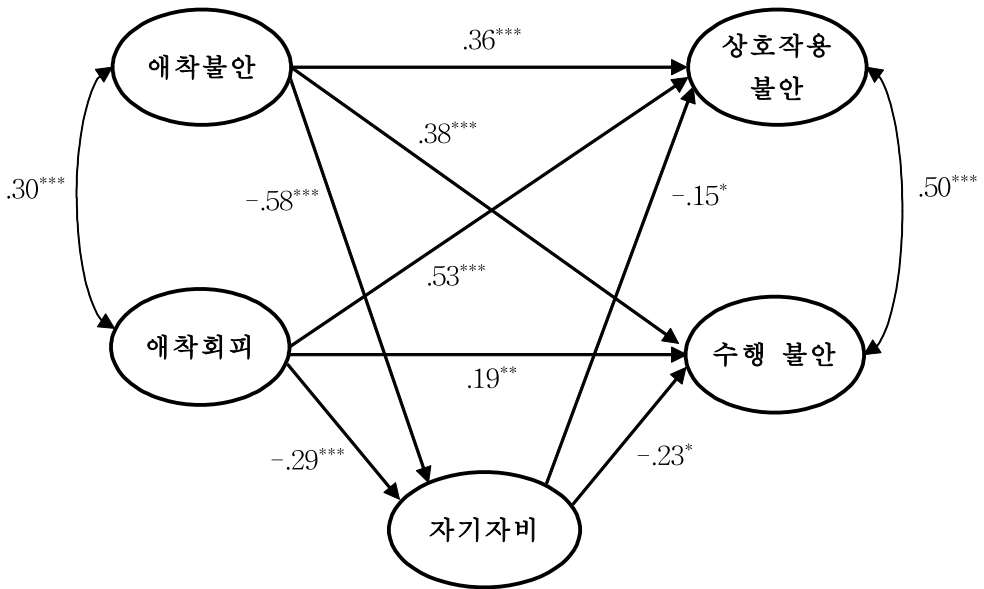 애착불안
.36***
상호작용
불안
.38***
.30***
-.58***
-.15*
.50***
.53***
애착회피
수행 불안
.19**
-.29***
-.23*
자기자비